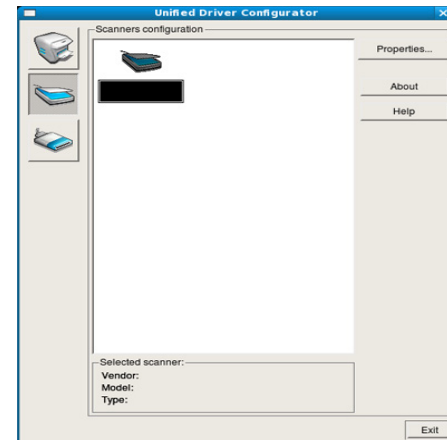 Unified Driver Configurator
Scanners configuration
Properties...
About
Help
Selected scanner:
Vendor:
Model:
Type:
Exit